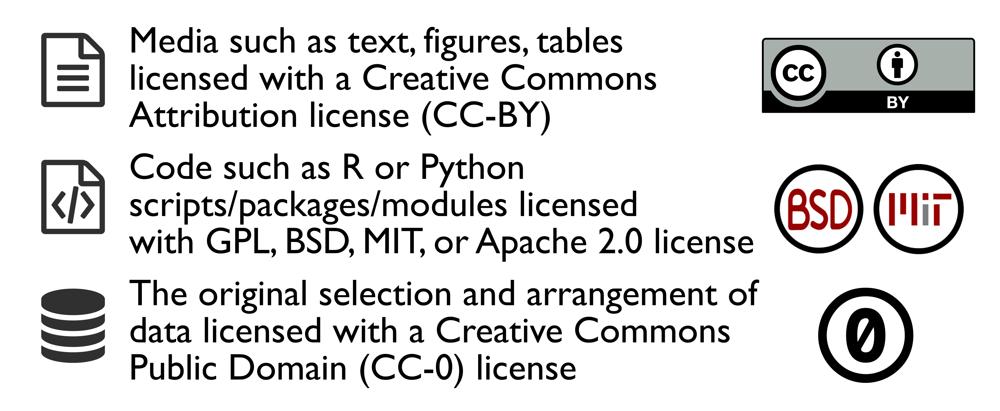 Media such as text, figures, tables
licensed with a Creative Commons
Attribution license (CC-BY)
CC
BY
Code such as R or Python
scripts/packages/modules licensed
with GPL, BSD, MIT, or Apache 2.0 license
BSD
MiT
The original selection and arrangement of
data licensed with a Creative Commons
Public Domain (CC-0) license
0